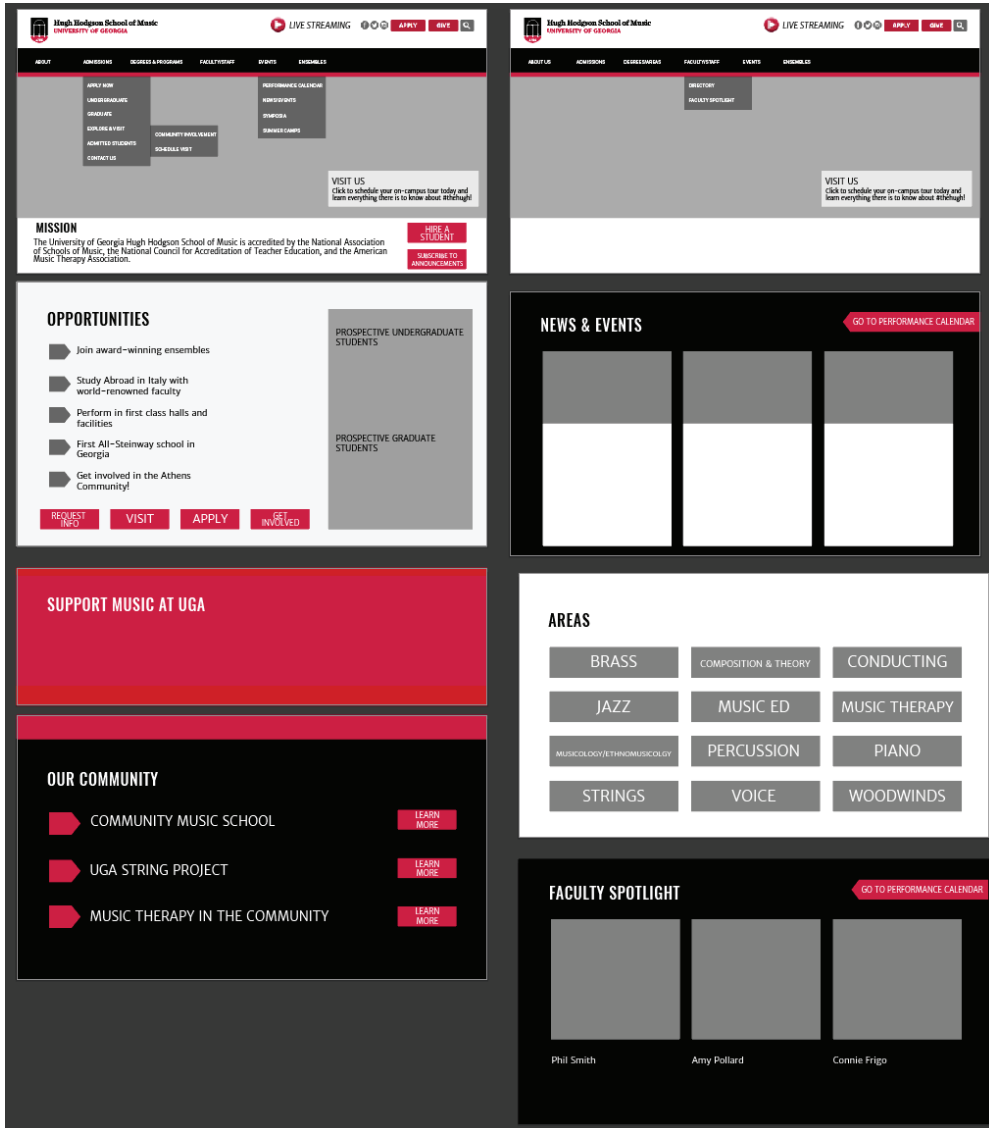 Hugh Hodgson School of Music
UNIVERSITY OF GEORGIA
LIVE STREAMING
APPLY
GIVE
ABOUT
ADMISSIONS
DEGREES & PROGRAMS
FACULTY/STAFF
EVENTS
ENSEMBLES
APPLY NOW
UNDERGRADUATE
GRADUATE
EXPLORE & VISIT
ADMITTED STUDENTS
CONTACT US
COMMUNITY INVOLVEMENT
SCHEDULE VISIT
PERFORMANCE CALENDAR
NEWS/EVENTS
SYMPOSIA
SUMMER CAMPS
VISIT US
Click to schedule your on-campus tour today and
learn everything there is to know about #thehugh!
MISSION
The University of Georgia Hugh Hodgson School of Music is accredited by the National Association
of Schools of Music, the National Council for Accreditation of Teacher Education, and the American
Music Therapy Association.
HIRE A
STUDENT
SUBSCRIBE TO
ANNOUNCEMENTS
Hugh Hodgson School of Music
UNIVERSITY OF GEORGIA
LIVE STREAMING
APPLY
GIVE
ABOUT US
ADMISSIONS
DEGREES/AREAS
FACULTY/STAFF
EVENTS
ENSEMBLES
DIRECTORY
FACULTY SPOTLIGHT
VISIT US
Click to schedule your on-campus tour today and
learn everything there is to know about #thehugh!
OPPORTUNITIES
Join award-winning ensembles
Study Abroad in Italy with
world-renowned faculty
Perform in first class halls and
facilities
First All-Steinway school in
Georgia
Get involved in the Athens
Community!
REQUEST
INFO
VISIT
APPLY
GET
INVOLVED
PROSPECTIVE UNDERGRADUATE
STUDENTS
PROSPECTIVE GRADUATE
STUDENTS
NEWS & EVENTS
GO TO PERFORMANCE CALENDAR
SUPPORT MUSIC AT UGA
AREAS
BRASS
COMPOSITION & THEORY
CONDUCTING
JAZZ
MUSIC ED
MUSIC THERAPY
MUSICOLOGY/ETHNOMUSICOLGY
PERCUSSION
PIANO
STRINGS
VOICE
WOODWINDS
OUR COMMUNITY
COMMUNITY MUSIC SCHOOL
LEARN
MORE
UGA STRING PROJECT
LEARN
MORE
MUSIC THERAPY IN THE COMMUNITY
LEARN
MORE
FACULTY SPOTLIGHT
GO TO PERFORMANCE CALENDAR
Phil Smith
Amy Pollard
Connie Frigo